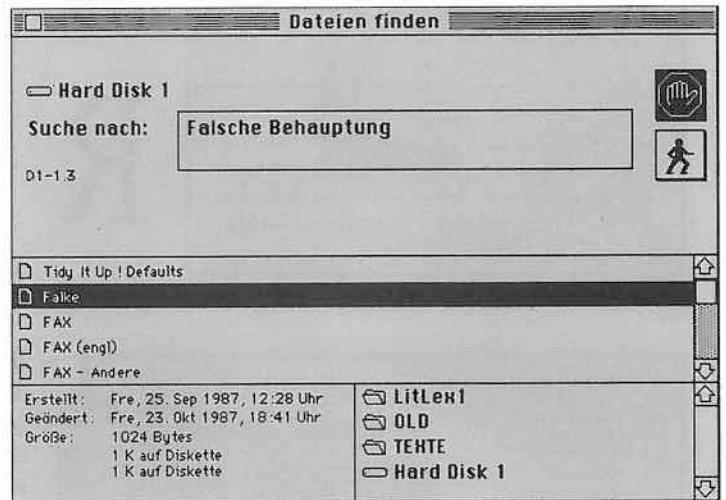 Dateien finden
Hard Disk 1
Suche nach: Falsche Behauptung
D1-1.3
Tidy It Up ! Defaults
Falke
FAX
FAX (engl)
FAX - Andere
Erstellt: Fre, 25. Sep 1987, 12:28 Uhr
Geändert: Fre, 23. Okt 1987, 18:41 Uhr
Größe: 1024 Bytes
1 K auf Diskette
1 K auf Diskette
LitLex1
OLD
TEXTE
Hard Disk 1